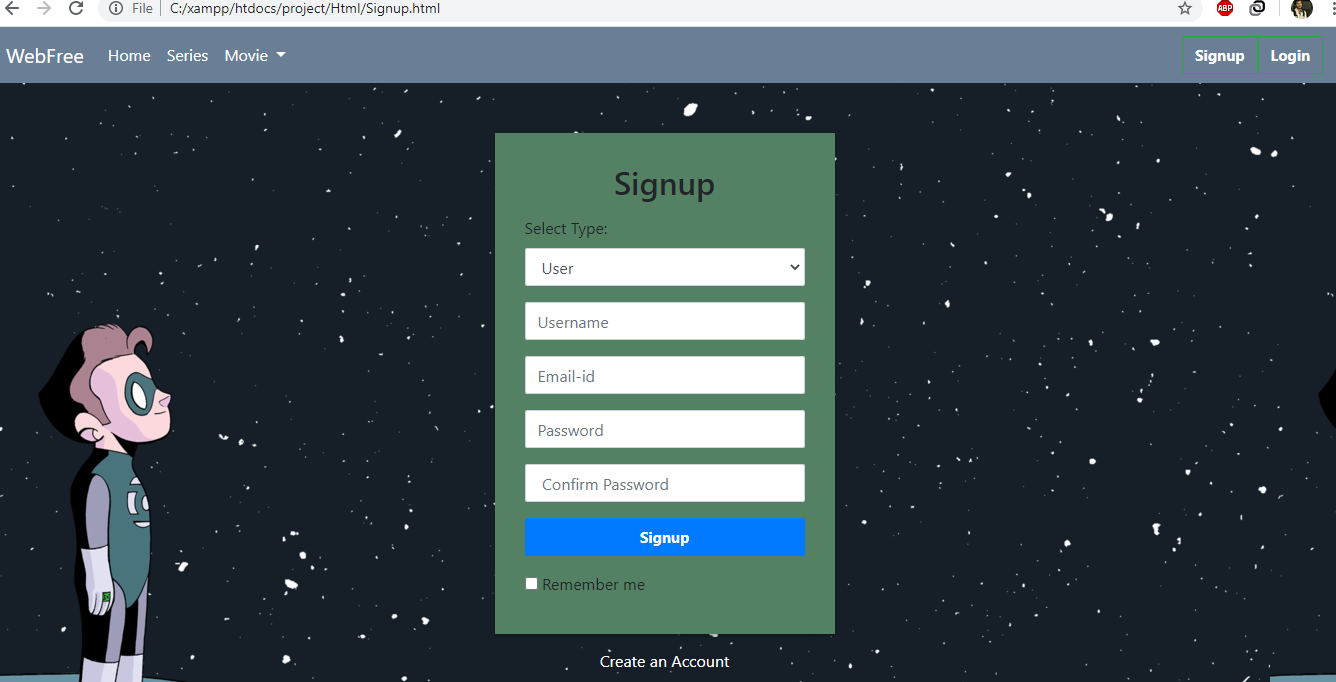 File C:/xampp/htdocs/project/Html/Signup.html
ABP
WebFree Home Series Movie Signup Login
Signup
Select Type:
User
Username
Email-id
Password
Confirm Password
Signup
Remember me
Create an Account